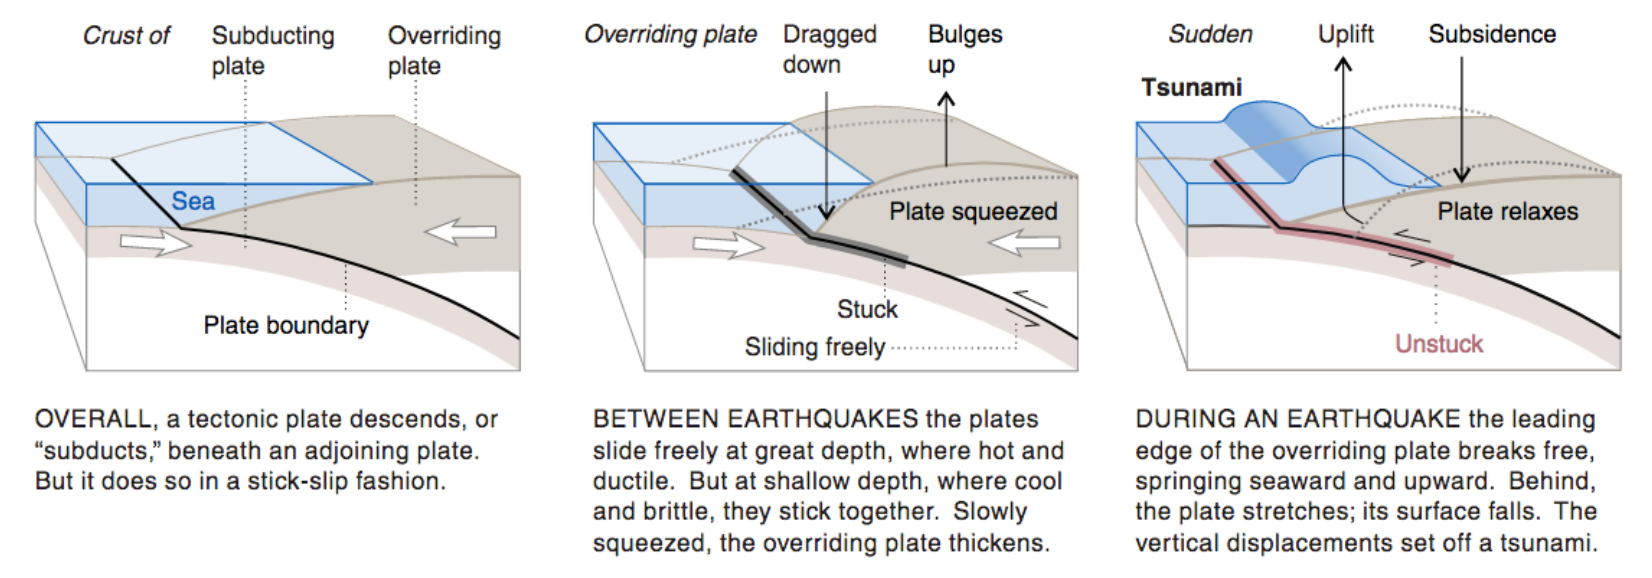 Crust of
Subducting
plate
Overriding
plate
Sea
Plate boundary
OVERALL, a tectonic plate descends, or
“subducts,” beneath an adjoining plate.
But it does so in a stick-slip fashion.
Overriding plate
Dragged
down
Bulges
up
Plate squeezed
Stuck
Sliding freely
BETWEEN EARTHQUAKES the plates
slide freely at great depth, where hot and
ductile. But at shallow depth, where cool
and brittle, they stick together. Slowly
squeezed, the overriding plate thickens.
Sudden
Uplift
Subsidence
Tsunami
Plate relaxes
Unstuck
DURING AN EARTHQUAKE the leading
edge of the overriding plate breaks free,
springing seaward and upward. Behind,
the plate stretches; its surface falls. The
vertical displacements set off a tsunami.